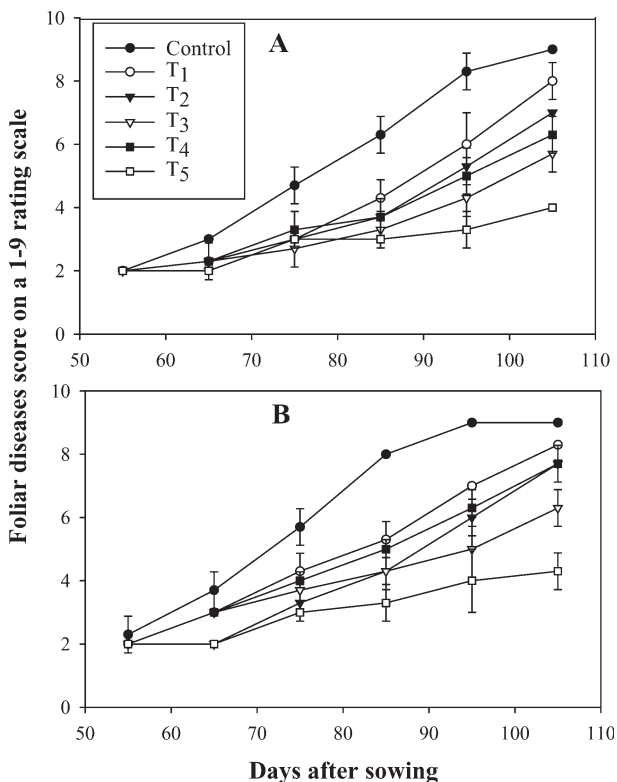 Foliar diseases score on a 1-9 rating scale
10
8
6
4
2
0
A
Control
T1
T2
T3
T4
T5
50 60 70 80 90 100 110
10
8
6
4
2
0
B
50 60 70 80 90 100 110
Days after sowing